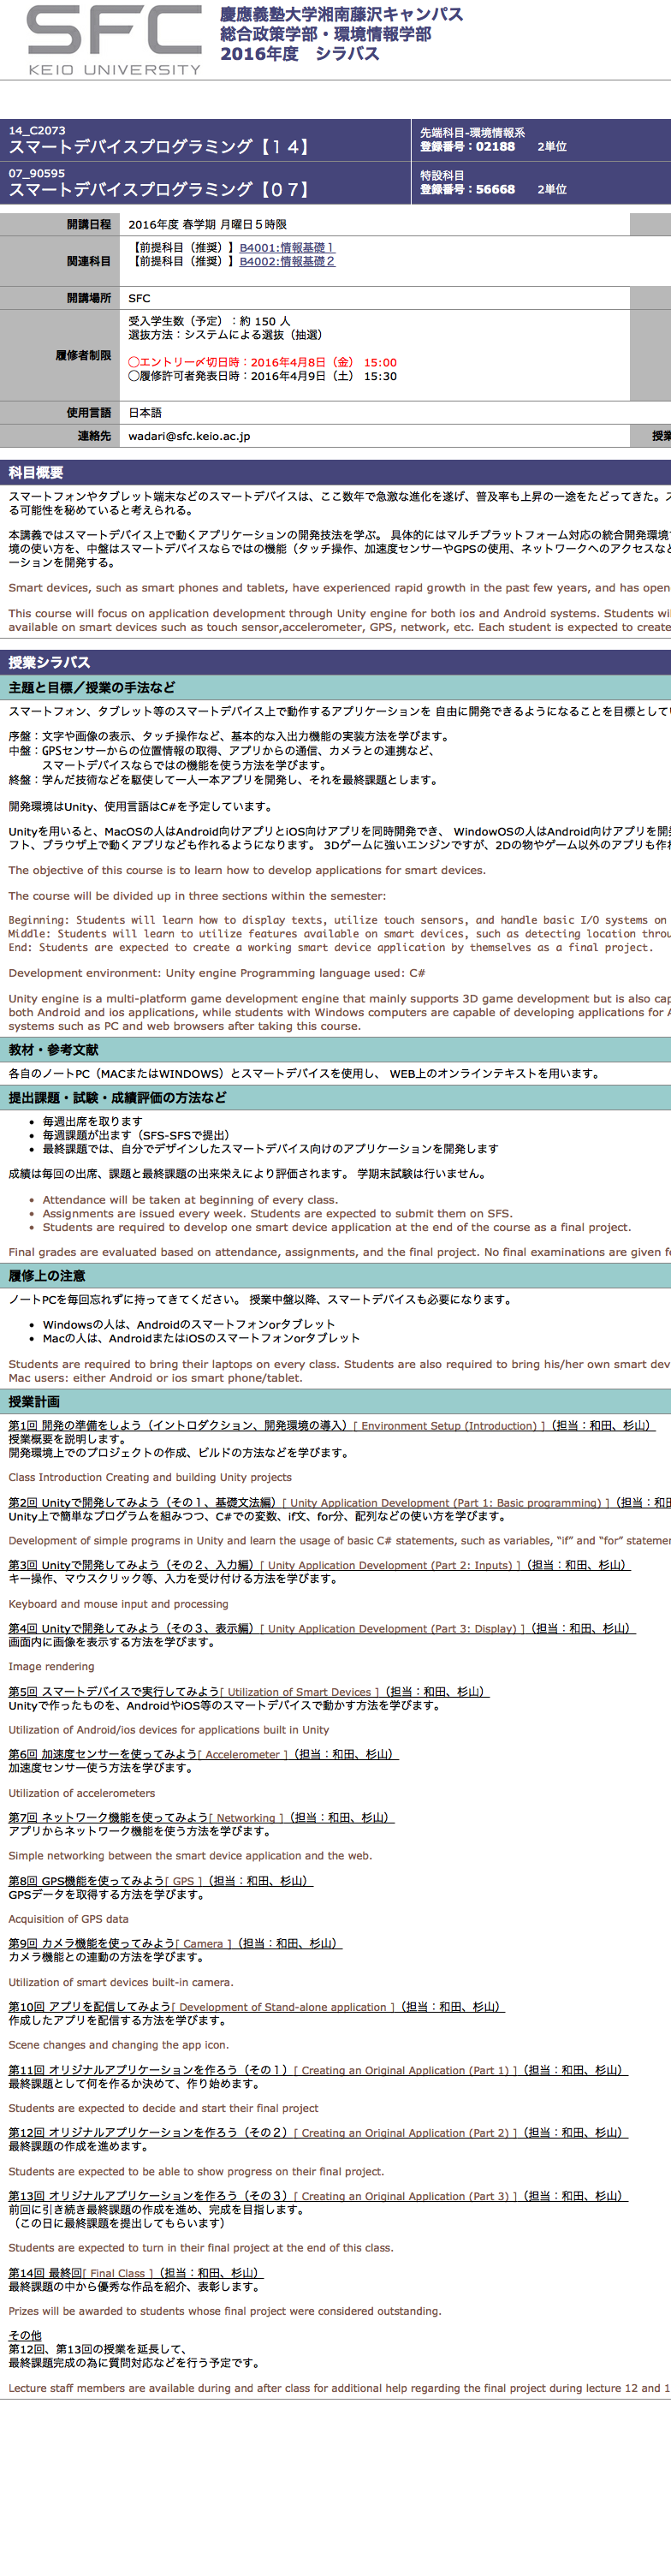 SFC
KEIO UNIVERSITY
慶應義塾大学湘南藤沢キャンパス
総合政策学部・環境情報学部
2016年度　シラバス
14_C2073
スマートデバイスプログラミング【１４】
先端科目-環境情報系
登録番号：02188　　2単位
07_90595
スマートデバイスプログラミング【０７】
特設科目
登録番号：56668　　2単位
開講日程
2016年度 春学期 月曜日５時限
関連科目
【前提科目（推奨）】B4001:情報基礎１
【前提科目（推奨）】B4002:情報基礎２
開講場所
SFC
履修者制限
受入学生数（予定）：約 150 人
選抜方法：システムによる選抜（抽選）
◯エントリー〆切日時：2016年4月8日（金） 15:00
◯履修許可者発表日時：2016年4月9日（土） 15:30
使用言語
日本語
連絡先
wadari@sfc.keio.ac.jp
授業
科目概要
スマートフォンやタブレット端末などのスマートデバイスは、ここ数年で急激な進化を遂げ、普及率も上昇の一途をたどってきた。ス
る可能性を秘めていると考えられる。
本講義ではスマートデバイス上で動くアプリケーションの開発技法を学ぶ。 具体的にはマルチプラットフォーム対応の統合開発環境
境の使い方を、中盤はスマートデバイスならではの機能（タッチ操作、加速度センサーやGPSの使用、ネットワークへのアクセスなど
ーションを開発する。
Smart devices, such as smart phones and tablets, have experienced rapid growth in the past few years, and has open
This course will focus on application development through Unity engine for both ios and Android systems. Students wi
available on smart devices such as touch sensor,accelerometer, GPS, network, etc. Each student is expected to create
授業シラバス
主題と目標／授業の手法など
スマートフォン、タブレット等のスマートデバイス上で動作するアプリケーションを 自由に開発できるようになることを目標として
序盤：文字や画像の表示、タッチ操作など、基本的な入出力機能の実装方法を学びます。
中盤：GPSセンサーからの位置情報の取得、アプリからの通信、カメラとの連携など、
スマートデバイスならではの機能を使う方法を学びます。
終盤：学んだ技術などを駆使して一人一本アプリを開発し、それを最終課題とします。
開発環境はUnity、使用言語はC#を予定しています。
Unityを用いると、MacOSの人はAndroid向けアプリとiOS向けアプリを同時開発でき、 WindowOSの人はAndroid向けアプリを開
フト、ブラウザ上で動くアプリなども作れるようになります。 3Dゲームに強いエンジンですが、2Dの物やゲーム以外のアプリも作
The objective of this course is to learn how to develop applications for smart devices.
The course will be divided up in three sections within the semester:
Beginning: Students will learn how to display texts, utilize touch sensors, and handle basic I/O systems on
Middle: Students will learn to utilize features available on smart devices, such as detecting location throu
End: Students are expected to create a working smart device application by themselves as a final project.
Development environment: Unity engine Programming language used: C#
Unity engine is a multi-platform game development engine that mainly supports 3D game development but is also cap
both Android and ios applications, while students with Windows computers are capable of developing applications for A
systems such as PC and web browsers after taking this course.
教材・参考文献
各自のノートPC（MACまたはWINDOWS）とスマートデバイスを使用し、 WEB上のオンラインテキストを用います。
提出課題・試験・成績評価の方法など
• 毎週出席を取ります
• 毎週課題が出ます（SFS-SFSで提出）
• 最終課題では、自分でデザインしたスマートデバイス向けのアプリケーションを開発します
成績は毎回の出席、課題と最終課題の出来栄えにより評価されます。 学期末試験は行いません。
• Attendance will be taken at beginning of every class.
• Assignments are issued every week. Students are expected to submit them on SFS.
• Students are required to develop one smart device application at the end of the course as a final project.
Final grades are evaluated based on attendance, assignments, and the final project. No final examinations are given f
履修上の注意
ノートPCを毎回忘れずに持ってきてください。 授業中盤以降、スマートデバイスも必要になります。
• Windowsの人は、Androidのスマートフォンorタブレット
• Macの人は、AndroidまたはiOSのスマートフォンorタブレット
Students are required to bring their laptops on every class. Students are also required to bring his/her own smart dev
Mac users: either Android or ios smart phone/tablet.
授業計画
第1回 開発の準備をしよう（イントロダクション、開発環境の導入）[ Environment Setup (Introduction) ]（担当：和田、杉山）
授業概要を説明します。
開発環境上でのプロジェクトの作成、ビルドの方法などを学びます。
Class Introduction Creating and building Unity projects
第2回 Unityで開発してみよう（その１、基礎文法編）[ Unity Application Development (Part 1: Basic programming) ]（担当：和田
Unity上で簡単なプログラムを組みつつ、C#での変数、if文、for分、配列などの使い方を学びます。
Development of simple programs in Unity and learn the usage of basic C# statements, such as variables, “if” and “for” statemen
第3回 Unityで開発してみよう（その２、入力編）[ Unity Application Development (Part 2: Inputs) ]（担当：和田、杉山）
キー操作、マウスクリック等、入力を受け付ける方法を学びます。
Keyboard and mouse input and processing
第4回 Unityで開発してみよう（その３、表示編）[ Unity Application Development (Part 3: Display) ]（担当：和田、杉山）
画面内に画像を表示する方法を学びます。
Image rendering
第5回 スマートデバイスで実行してみよう[ Utilization of Smart Devices ]（担当：和田、杉山）
Unityで作ったものを、AndroidやiOS等のスマートデバイスで動かす方法を学びます。
Utilization of Android/ios devices for applications built in Unity
第6回 加速度センサーを使ってみよう[ Accelerometer ]（担当：和田、杉山）
加速度センサー使う方法を学びます。
Utilization of accelerometers
第7回 ネットワーク機能を使ってみよう[ Networking ]（担当：和田、杉山）
アプリからネットワーク機能を使う方法を学びます。
Simple networking between the smart device application and the web.
第8回 GPS機能を使ってみよう[ GPS ]（担当：和田、杉山）
GPSデータを取得する方法を学びます。
Acquisition of GPS data
第9回 カメラ機能を使ってみよう[ Camera ]（担当：和田、杉山）
カメラ機能との連動の方法を学びます。
Utilization of smart devices built-in camera.
第10回 アプリを配信してみよう[ Development of Stand-alone application ]（担当：和田、杉山）
作成したアプリを配信する方法を学びます。
Scene changes and changing the app icon.
第11回 オリジナルアプリケーションを作ろう（その１）[ Creating an Original Application (Part 1) ]（担当：和田、杉山）
最終課題として何を作るか決めて、作り始めます。
Students are expected to decide and start their final project
第12回 オリジナルアプリケーションを作ろう（その２）[ Creating an Original Application (Part 2) ]（担当：和田、杉山）
最終課題の作成を進めます。
Students are expected to be able to show progress on their final project.
第13回 オリジナルアプリケーションを作ろう（その３）[ Creating an Original Application (Part 3) ]（担当：和田、杉山）
前回に引き続き最終課題の作成を進め、完成を目指します。
（この日に最終課題を提出してもらいます）
Students are expected to turn in their final project at the end of this class.
第14回 最終回[ Final Class ]（担当：和田、杉山）
最終課題の中から優秀な作品を紹介、表彰します。
Prizes will be awarded to students whose final project were considered outstanding.
その他
第12回、第13回の授業を延長して、
最終課題完成の為に質問対応などを行う予定です。
Lecture staff members are available during and after class for additional help regarding the final project during lecture 12 and 1